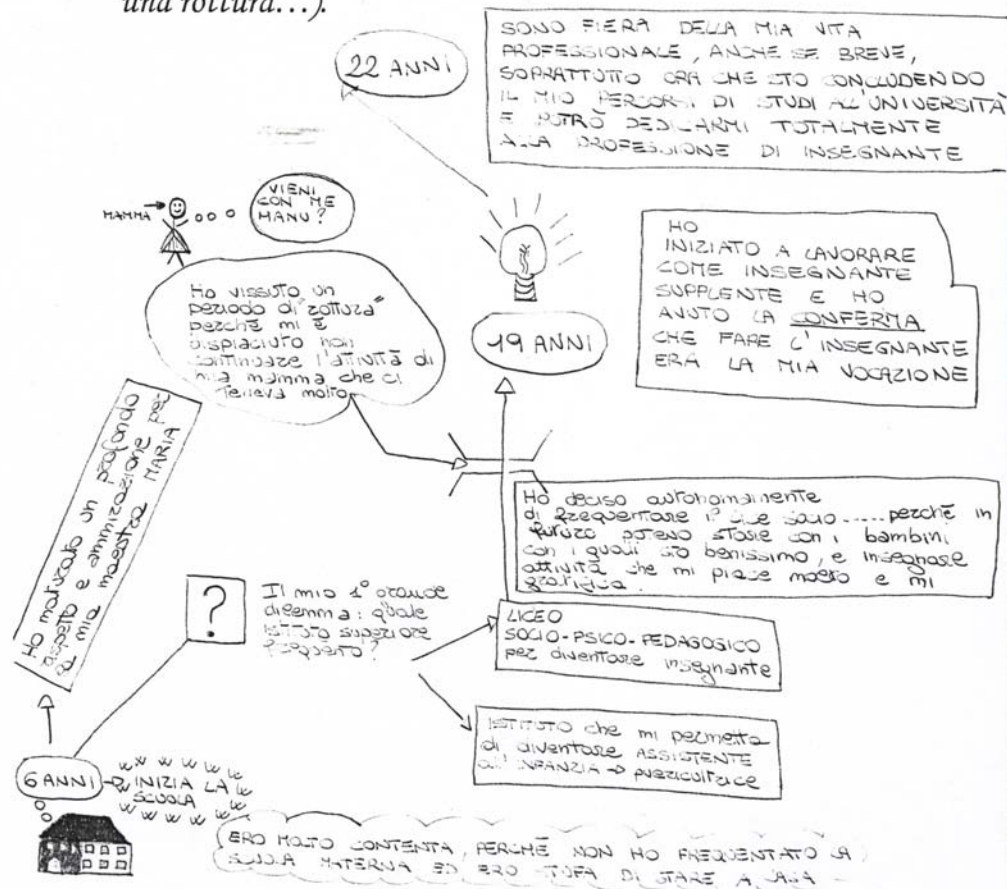 una rottura…).
22 ANNI
SONO FIERA DELLA MIA VITA
PROFESSIONALE, ANCHE SE BREVE,
SOPRATTUTTO ORA CHE STO CONCLUDENDO
IL MIO PERCORSO DI STUDI ALL'UNIVERSITÀ
E POTRÒ DEDICARMI TOTALMENTE
ALLA PROFESSIONE DI INSEGNANTE
MAMMA
VIENI
CON ME
MANU?
Ho vissuto un
periodo di "rottura"
perchè mi è
dispiaciuto non
continuare l'attività di
mia mamma che ci
teneva molto
HO
INIZIATO A LAVORARE
COME INSEGNANTE
SUPPLENTE E HO
AVUTO LA CONFERMA
CHE FARE L'INSEGNANTE
ERA LA MIA VOCAZIONE
19 ANNI
Ho maturato un profondo
rispetto e ammirazione per
la mia maestra MARIA
Ho deciso autonomamente
di frequentare il socio.....perchè in
futuro potevo stare con i bambini
con i quali sto benissimo, e insegnare
attività che mi piace molto e mi
gratifica.
?
Il mio 1° grande
dilemma: quale
istituto superiore
frequento?
LICEO
SOCIO-PSICO-PEDAGOGICO
per diventare insegnante
ISTITUTO che mi permetta
di diventare ASSISTENTE
all'INFANZIA → puericultrice
6 ANNI
INIZIA LA
SCUOLA
ERO MOLTO CONTENTA, PERCHÈ NON HO FREQUENTATO LA
SCUOLA MATERNA ED ERO STUFA DI STARE A CASA